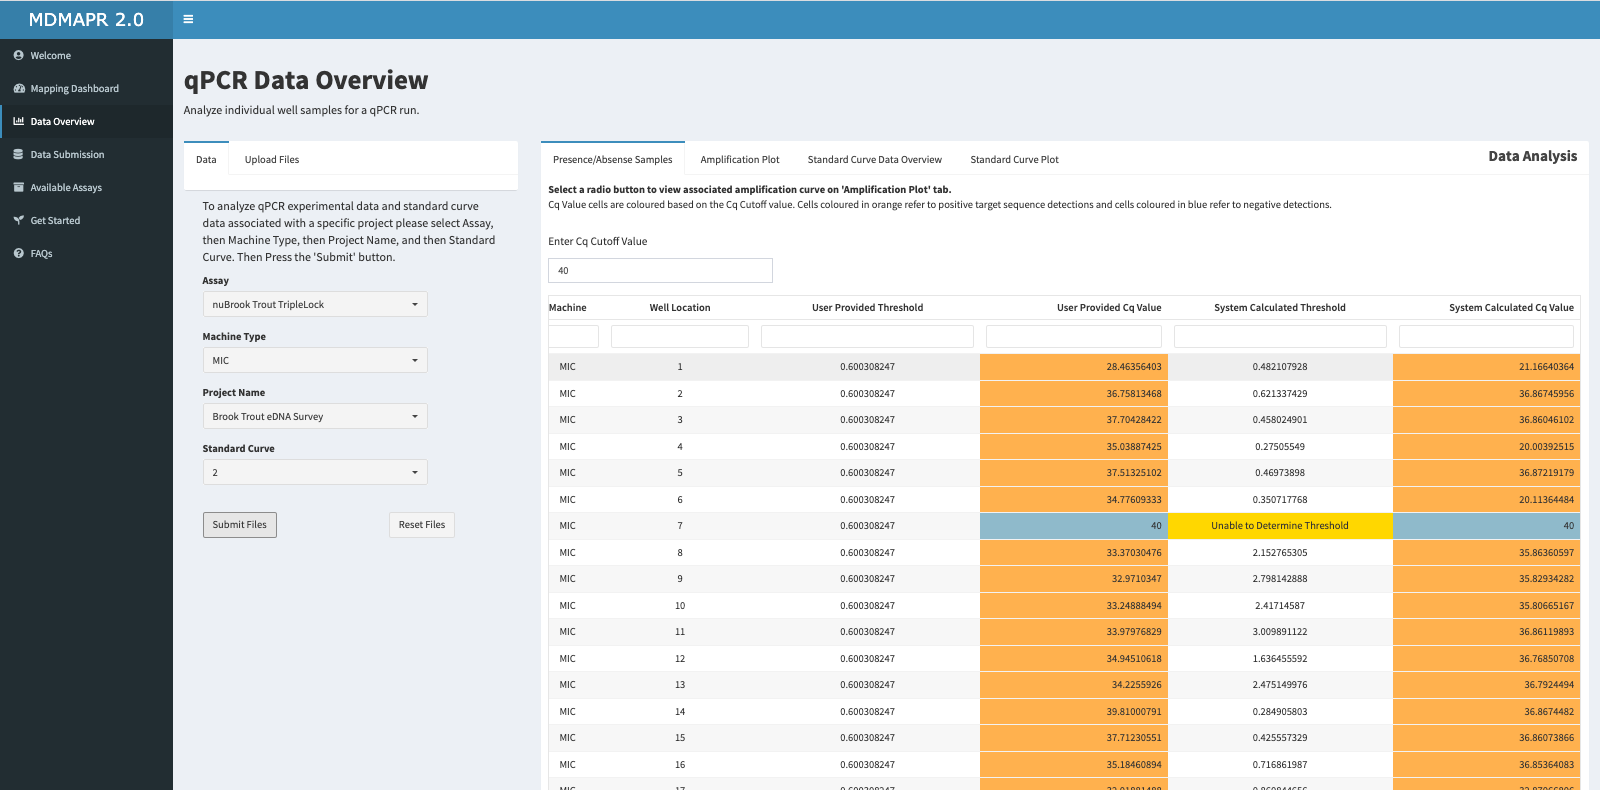 MDMAPR 2.0
Welcome
Mapping Dashboard
Data Overview
Data Submission
Available Assays
Get Started
FAQs
qPCR Data Overview
Analyze individual well samples for a qPCR run.
Data Upload Files
To analyze qPCR experimental data and standard curve
data associated with a specific project please select Assay,
then Machine Type, then Project Name, and then Standard
Curve. Then Press the 'Submit' button.
Assay
nuBrook Trout TripleLock
Machine Type
MIC
Project Name
Brook Trout eDNA Survey
Standard Curve
2
Submit Files Reset Files
Presence/Absense Samples Amplification Plot Standard Curve Data Overview Standard Curve Plot Data Analysis
Select a radio button to view associated amplification curve on 'Amplification Plot' tab.
Cq Value cells are coloured based on the Cq Cutoff value. Cells coloured in orange refer to positive target sequence detections and cells coloured in blue refer to negative detections.
Enter Cq Cutoff Value
40
Machine Well Location User Provided Threshold User Provided Cq Value System Calculated Threshold System Calculated Cq Value
MIC 1 0.600308247 28.46356403 0.482107928 21.16640364
MIC 2 0.600308247 36.75813468 0.621337429 36.86745956
MIC 3 0.600308247 37.70428422 0.458024901 36.86046102
MIC 4 0.600308247 35.03887425 0.27505549 20.00392515
MIC 5 0.600308247 37.51325102 0.46973898 36.87219179
MIC 6 0.600308247 34.77609333 0.350717768 20.11364484
MIC 7 0.600308247 40 Unable to Determine Threshold 40
MIC 8 0.600308247 33.37030476 2.152765305 35.86360597
MIC 9 0.600308247 32.9710347 2.798142888 35.82934282
MIC 10 0.600308247 33.24888494 2.41714587 35.80665167
MIC 11 0.600308247 33.97976829 3.009891122 36.86119893
MIC 12 0.600308247 34.94510618 1.636455592 36.76850708
MIC 13 0.600308247 34.2255926 2.475149976 36.7924494
MIC 14 0.600308247 39.81000791 0.284905803 36.8674482
MIC 15 0.600308247 37.71230551 0.425557329 36.86073866
MIC 16 0.600308247 35.18460894 0.716861987 36.85364083